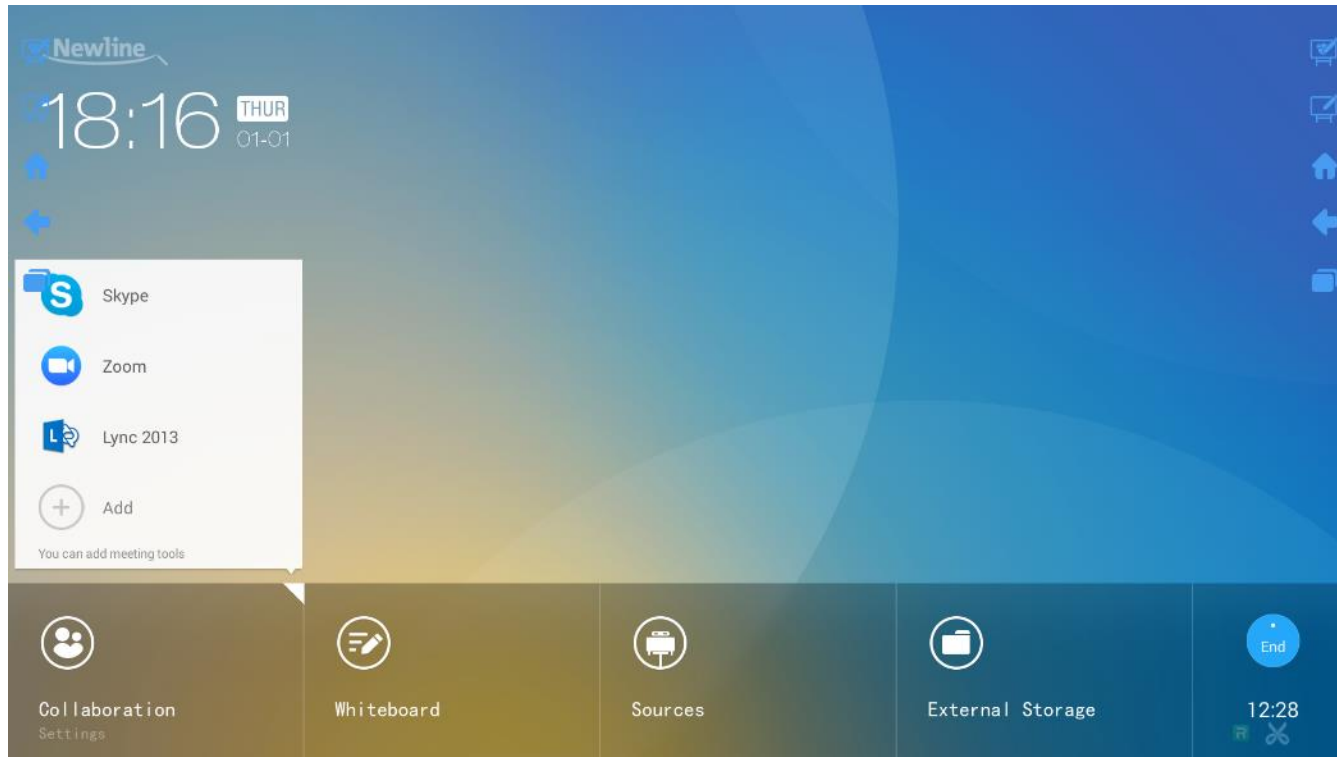 Newline
18:16
THUR
01-01
Skype
Zoom
Lync 2013
Add
You can add meeting tools
Collaboration
Settings
Whiteboard
Sources
External Storage
End
12:28